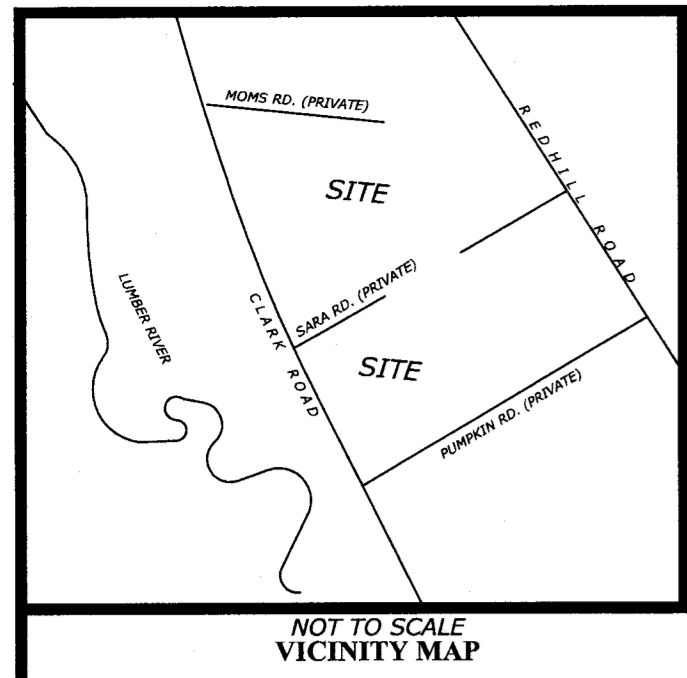 MOMS RD. (PRIVATE)
REDHILL ROAD
SITE
LUMBER RIVER
CLARK ROAD
SARA RD. (PRIVATE)
SITE
PUMPKIN RD. (PRIVATE)
NOT TO SCALE
VICINITY MAP